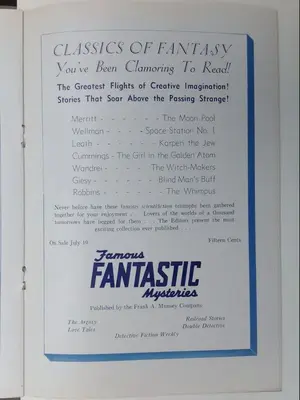 CLASSICS OF FANTASY
You've Been Clamoring To Read!
The Greatest Flights of Creative Imagination!
Stories That Soar Above the Passing Strange!
Merritt - - - - - - The Moon Pool
Wellman - - - - Space Station No. 1
Leath - - - - - Karpen the Jew
Cummings - The Girl in the Golden Atom
Wandrei - - - - The Witch-Makers
Giesy - - - - - Blind Man's Buff
Robbins - - - - - The Whimpus
Never before have these famous scientifiction triumphs been gathered
together for your enjoyment. Lovers of the worlds of a thousand
tomorrows have begged for them. The Editors present the most
exciting collection ever published.
On Sale July 18 Fifteen Cents
Famous
FANTASTIC
Mysteries
Published by the Frank A. Munsey Company
The Argosy Railroad Stories
Love Tales Double Detective
Detective Fiction Weekly